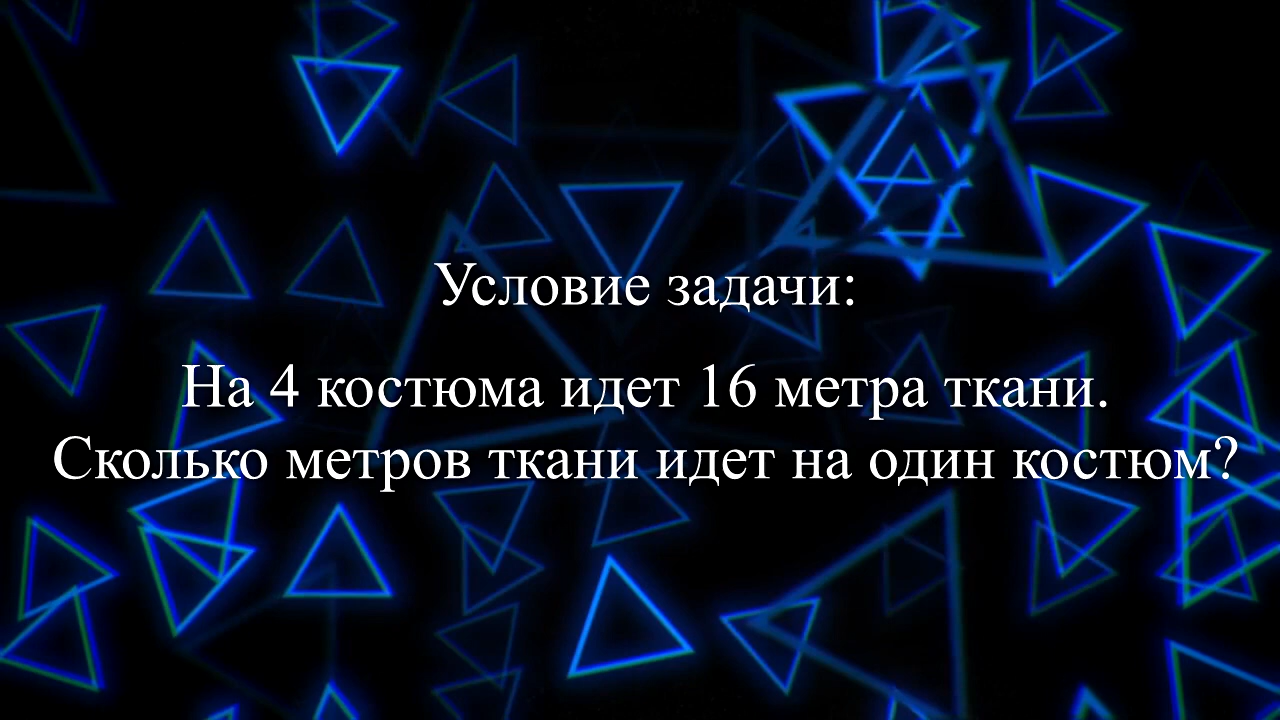 Условие задачи:
На 4 костюма идет 16 метра ткани.
Сколько метров ткани идет на один костюм?